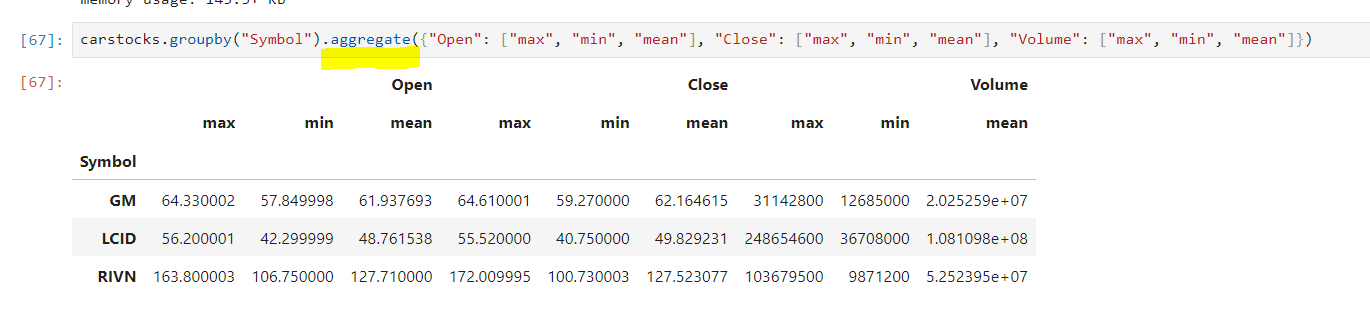 memory usage: 145.9+ KB
[67]: carstocks.groupby("Symbol").aggregate({"Open": ["max", "min", "mean"], "Close": ["max", "min", "mean"], "Volume": ["max", "min", "mean"]})
[67]: Open Close Volume
max min mean max min mean max min mean
Symbol
GM 64.330002 57.849998 61.937693 64.610001 59.270000 62.164615 31142800 12685000 2.025259e+07
LCID 56.200001 42.299999 48.761538 55.520000 40.750000 49.829231 248654600 36708000 1.081098e+08
RIVN 163.800003 106.750000 127.710000 172.009995 100.730003 127.523077 103679500 9871200 5.252395e+07